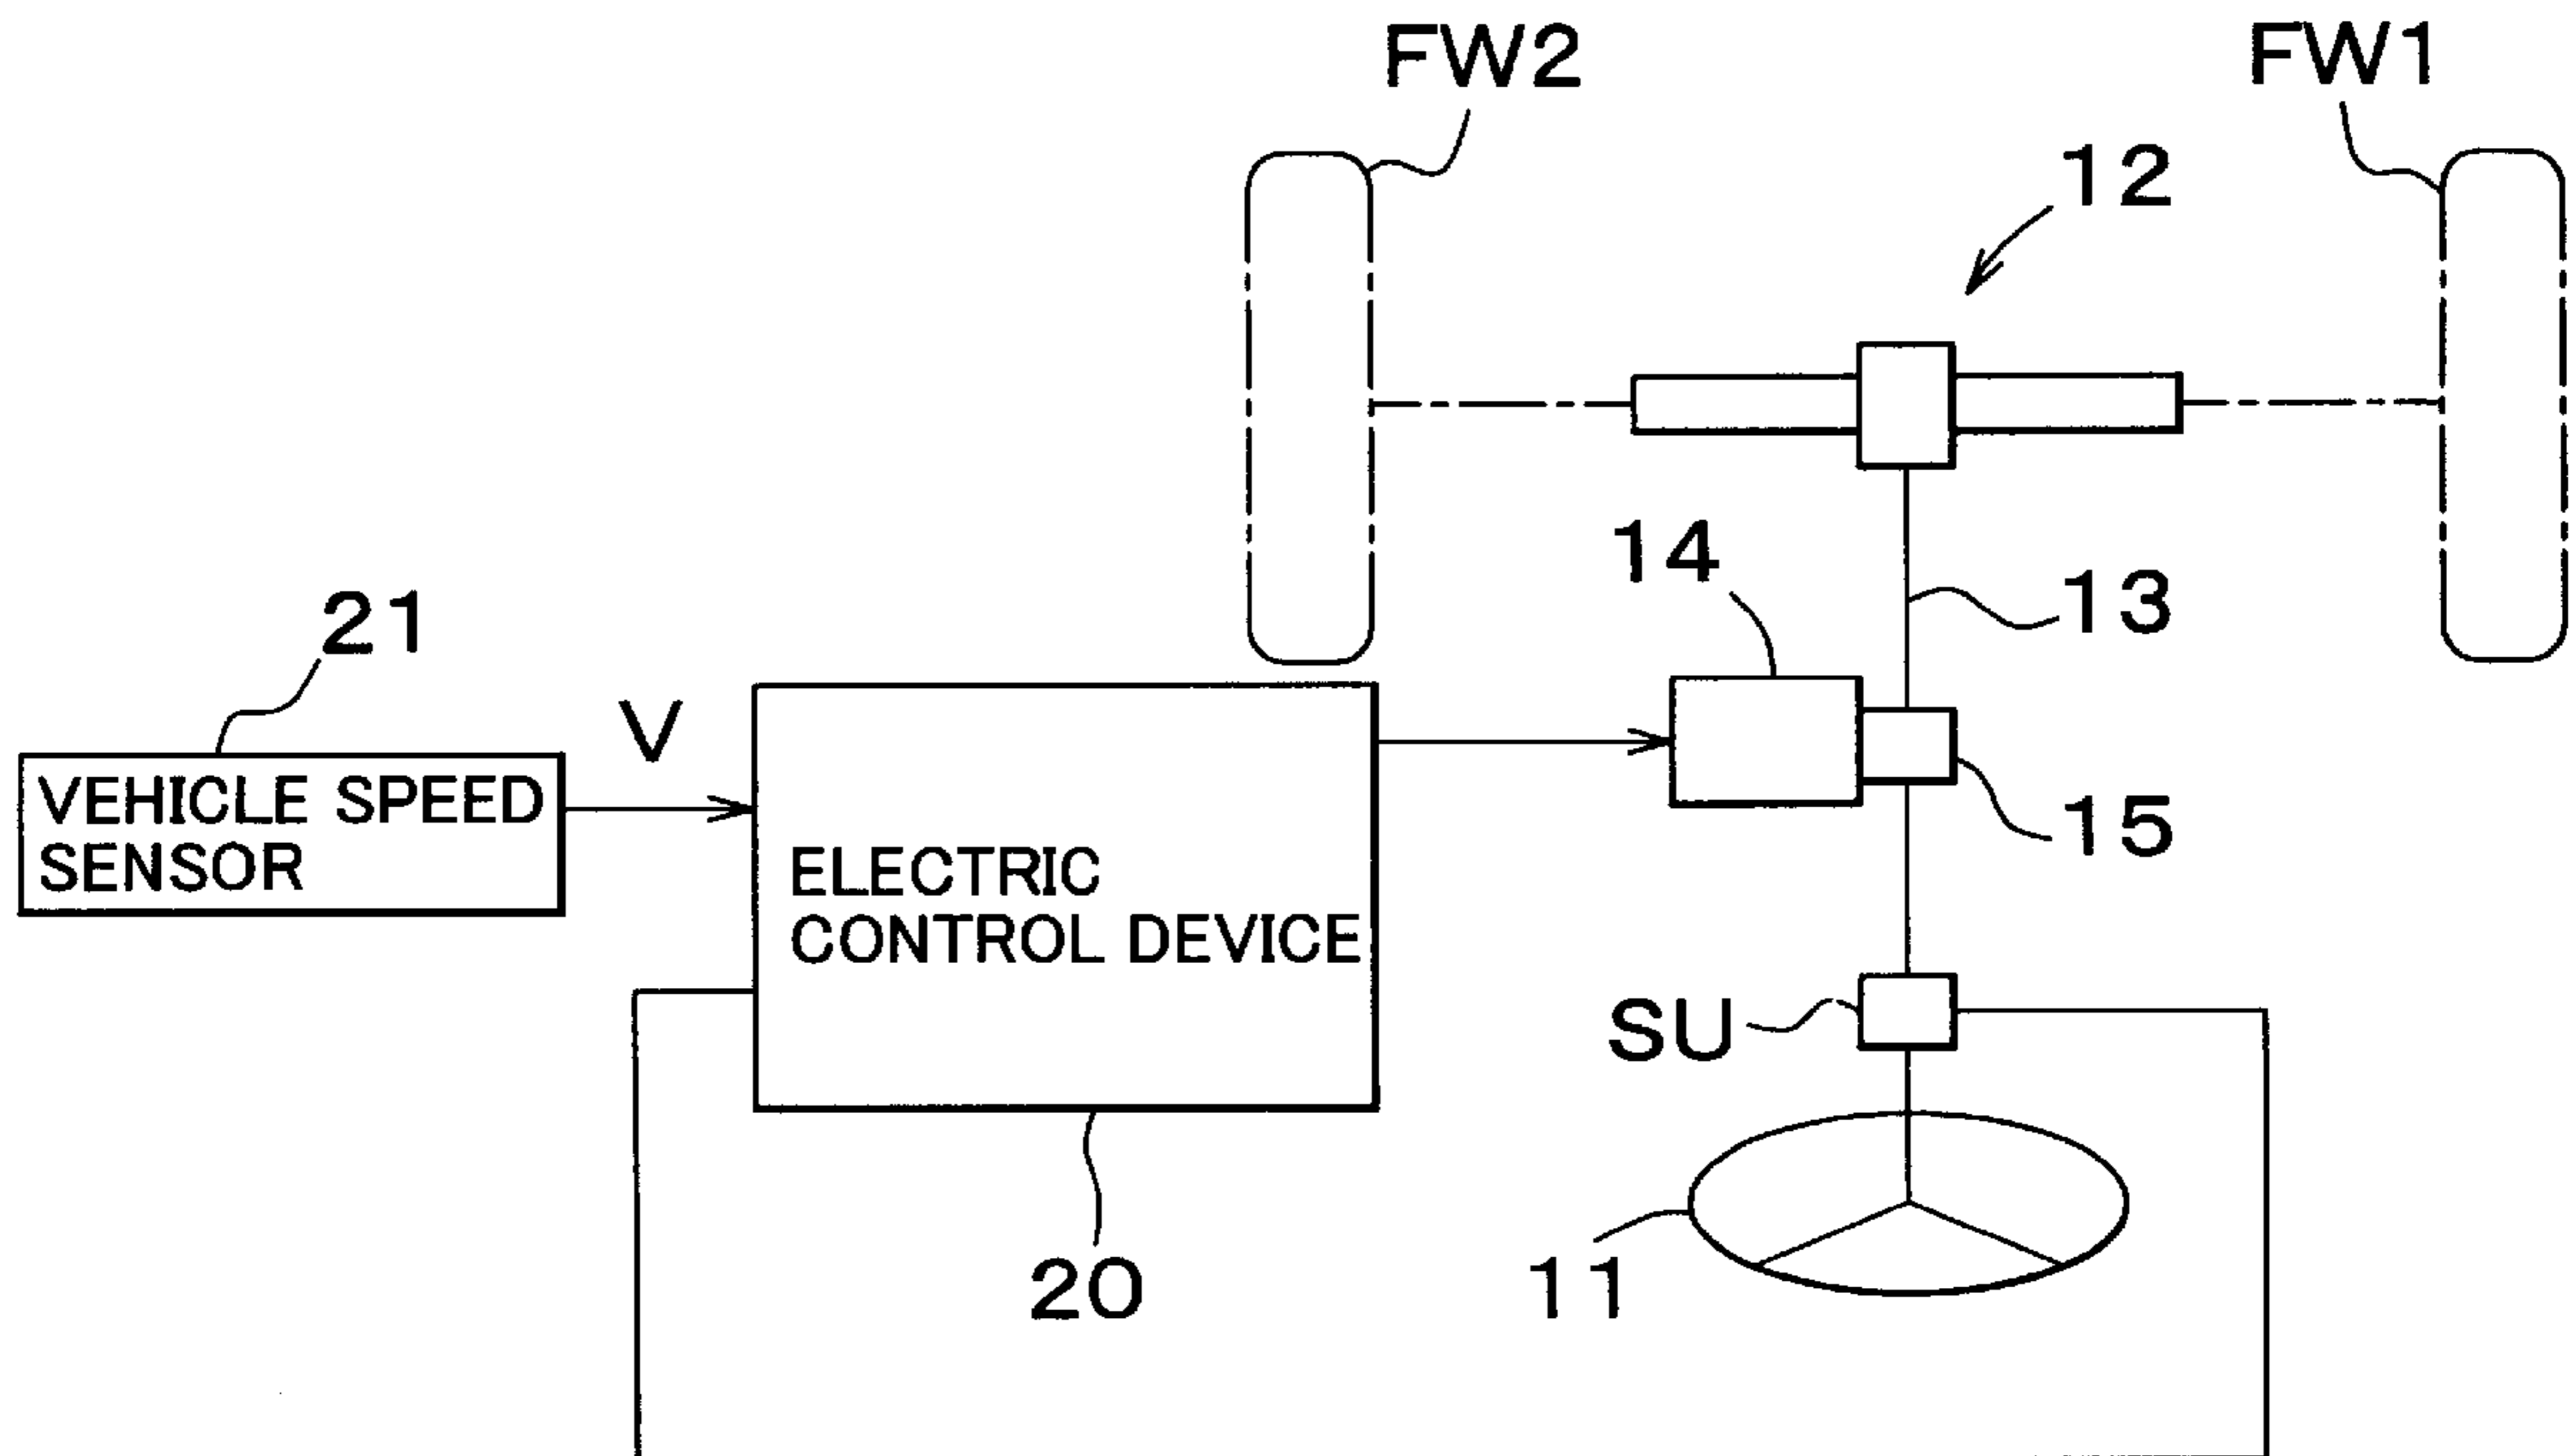 FW2
FW1
12
14
13
21
V
VEHICLE SPEED
SENSOR
15
ELECTRIC
CONTROL DEVICE
SU
20
11